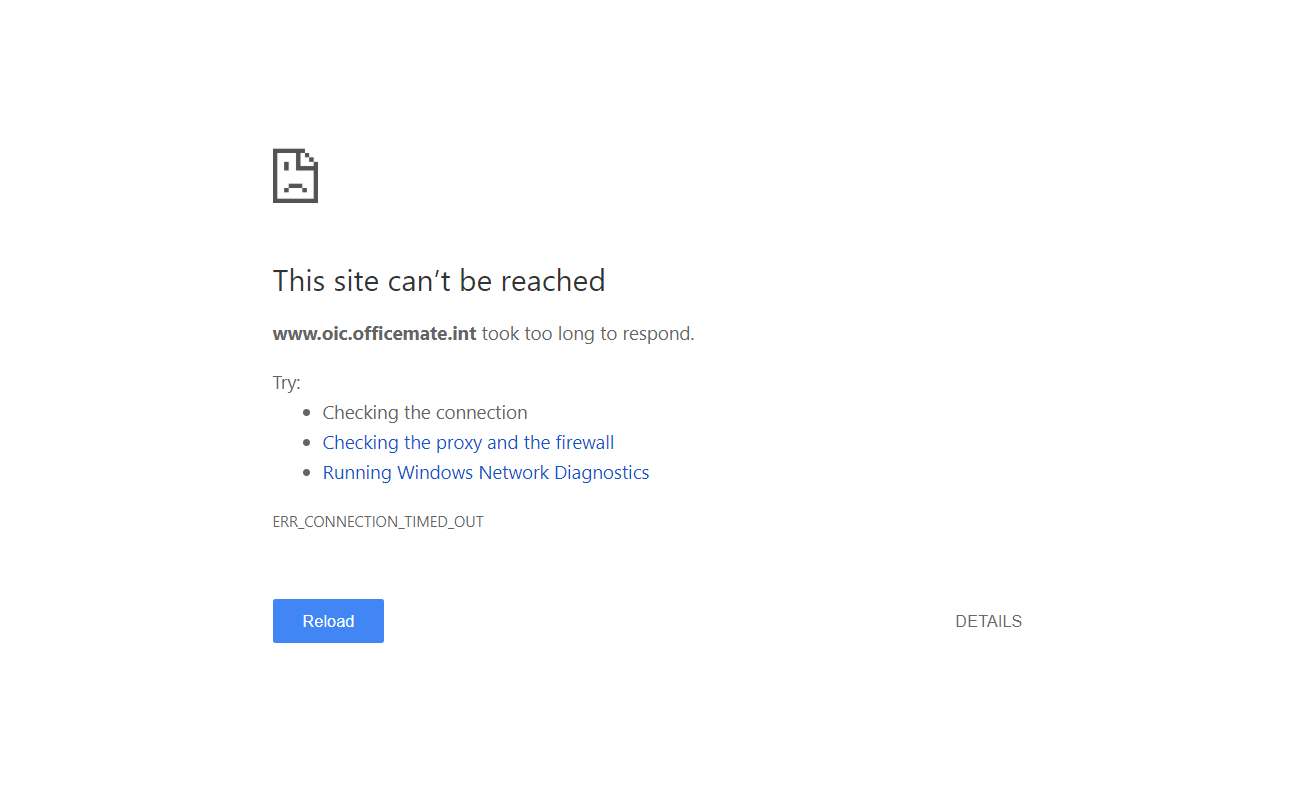 This site can’t be reached
www.oic.officemate.int took too long to respond.
Try:
• Checking the connection
• Checking the proxy and the firewall
• Running Windows Network Diagnostics
ERR_CONNECTION_TIMED_OUT
Reload
DETAILS